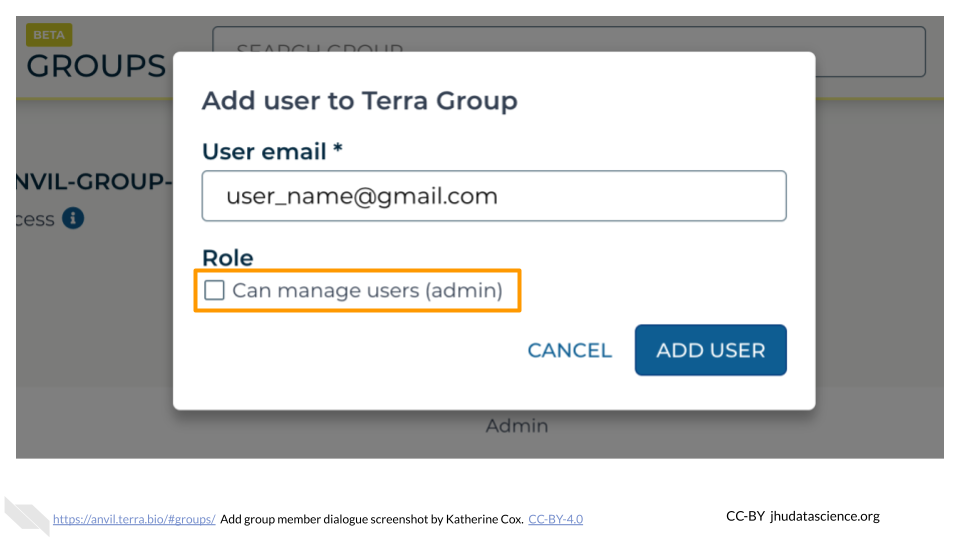 BETA
GROUPS
SEARCH GROUP
Add user to Terra Group
User email *
NVIL-GROUP-
user_name@gmail.com
cess
Role
Can manage users (admin)
CANCEL ADD USER
Admin
https://anvil.terra.bio/#groups/ Add group member dialogue screenshot by Katherine Cox. CC-BY-4.0
CC-BY jhudatascience.org